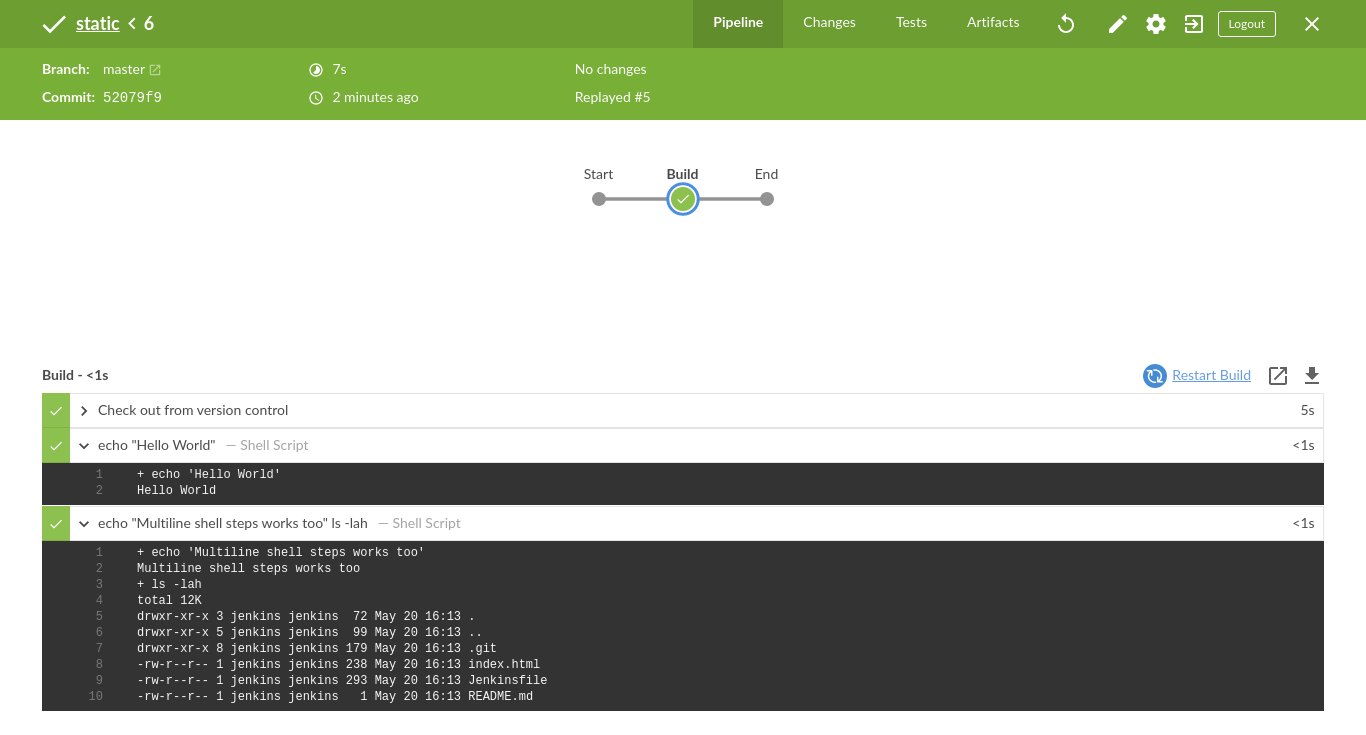 static < 6 Pipeline Changes Tests Artifacts Logout
Branch: master 7s No changes
Commit: 52079f9 2 minutes ago Replayed #5
Start Build End
Build - <1s Restart Build
Check out from version control 5s
echo "Hello World" — Shell Script <1s
1 + echo 'Hello World'
2 Hello World
echo "Multiline shell steps works too" ls -lah — Shell Script <1s
1 + echo 'Multiline shell steps works too'
2 Multiline shell steps works too
3 + ls -lah
4 total 12K
5 drwxr-xr-x 3 jenkins jenkins  72 May 20 16:13 .
6 drwxr-xr-x 5 jenkins jenkins  99 May 20 16:13 ..
7 drwxr-xr-x 8 jenkins jenkins 179 May 20 16:13 .git
8 -rw-r--r-- 1 jenkins jenkins 238 May 20 16:13 index.html
9 -rw-r--r-- 1 jenkins jenkins 293 May 20 16:13 Jenkinsfile
10 -rw-r--r-- 1 jenkins jenkins   1 May 20 16:13 README.md